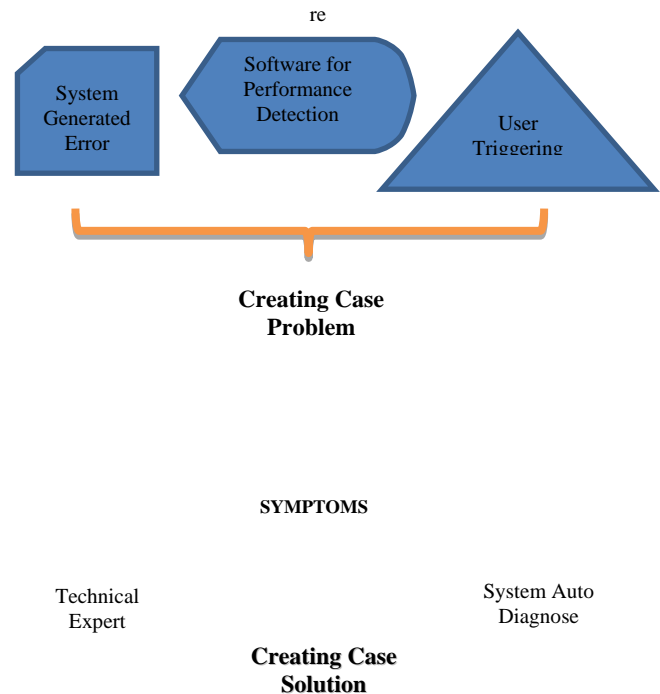 re
System
Generated
Error
Software for
Performance
Detection
User
Triggering
Creating Case
Problem
SYMPTOMS
Technical
Expert
System Auto
Diagnose
Creating Case
Solution